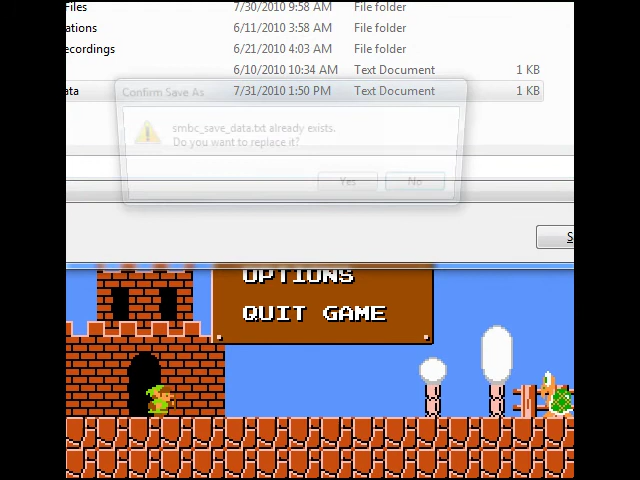 Files 7/30/2010 9:58 AM File folder
ations 6/11/2010 3:58 AM File folder
ecordings 6/21/2010 4:03 AM File folder
6/10/2010 10:34 AM Text Document 1 KB
ata 7/31/2010 1:50 PM Text Document 1 KB
Confirm Save As
smbc_save_data.txt already exists.
Do you want to replace it?
Yes No
S
OPTIONS
QUIT GAME